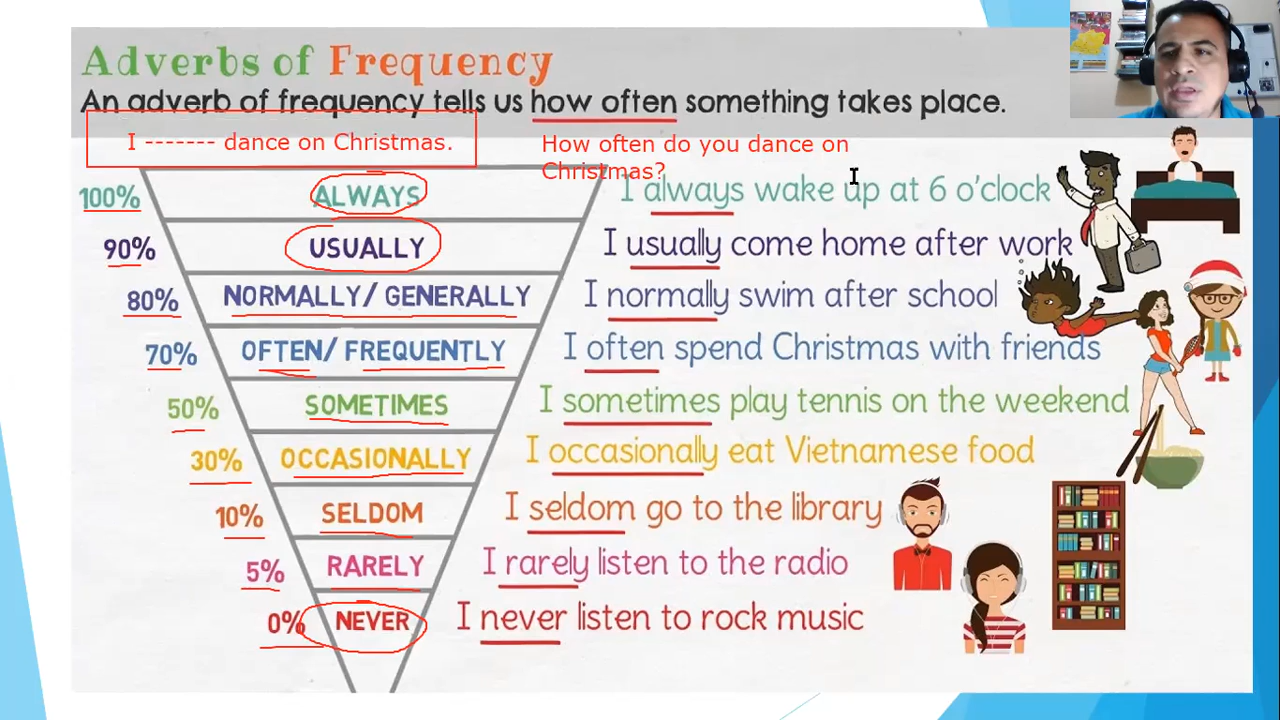 Adverbs of Frequency
An adverb of frequency tells us how often something takes place.
I ------- dance on Christmas.
How often do you dance on
Christmas?
100% ALWAYS I always wake up at 6 o'clock
90% USUALLY I usually come home after work
80% NORMALLY/ GENERALLY I normally swim after school
70% OFTEN/ FREQUENTLY I often spend Christmas with friends
50% SOMETIMES I sometimes play tennis on the weekend
30% OCCASIONALLY I occasionally eat Vietnamese food
10% SELDOM I seldom go to the library
5% RARELY I rarely listen to the radio
0% NEVER I never listen to rock music